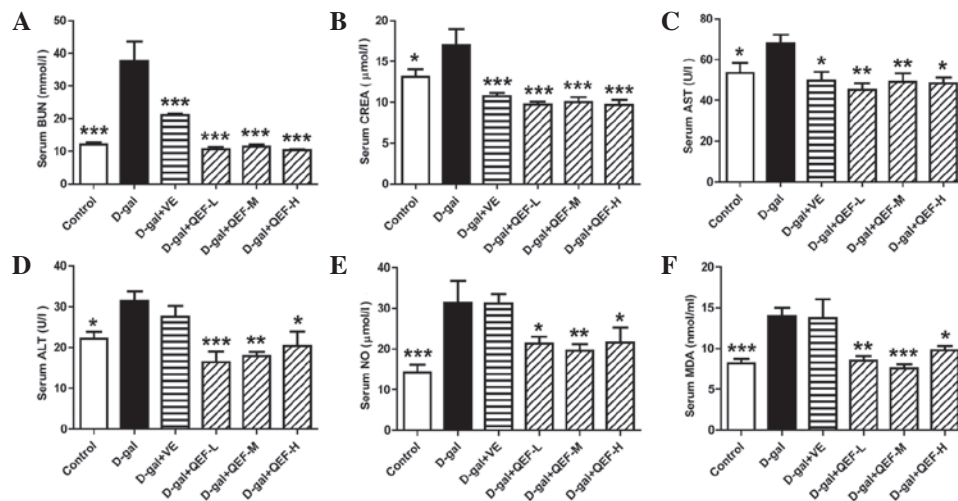 A
Serum BUN (mmol/l)
50
40
30
20
10
0
***
***
***
***
***
Control
D-gal
D-gal+VE
D-gal+QEF-L
D-gal+QEF-M
D-gal+QEF-H
B
Serum CREA ( μmol/l)
20
15
10
5
0
*
***
***
***
***
Control
D-gal
D-gal+VE
D-gal+QEF-L
D-gal+QEF-M
D-gal+QEF-H
C
Serum AST (U/l)
80
60
40
20
0
*
*
**
**
*
Control
D-gal
D-gal+VE
D-gal+QEF-L
D-gal+QEF-M
D-gal+QEF-H
D
Serum ALT (U/l)
40
30
20
10
0
*
***
**
*
Control
D-gal
D-gal+VE
D-gal+QEF-L
D-gal+QEF-M
D-gal+QEF-H
E
Serum NO (μmol/l)
40
30
20
10
0
***
*
**
*
Control
D-gal
D-gal+VE
D-gal+QEF-L
D-gal+QEF-M
D-gal+QEF-H
F
Serum MDA (nmol/ml)
15
20
10
5
0
***
**
***
*
Control
D-gal
D-gal+VE
D-gal+QEF-L
D-gal+QEF-M
D-gal+QEF-H